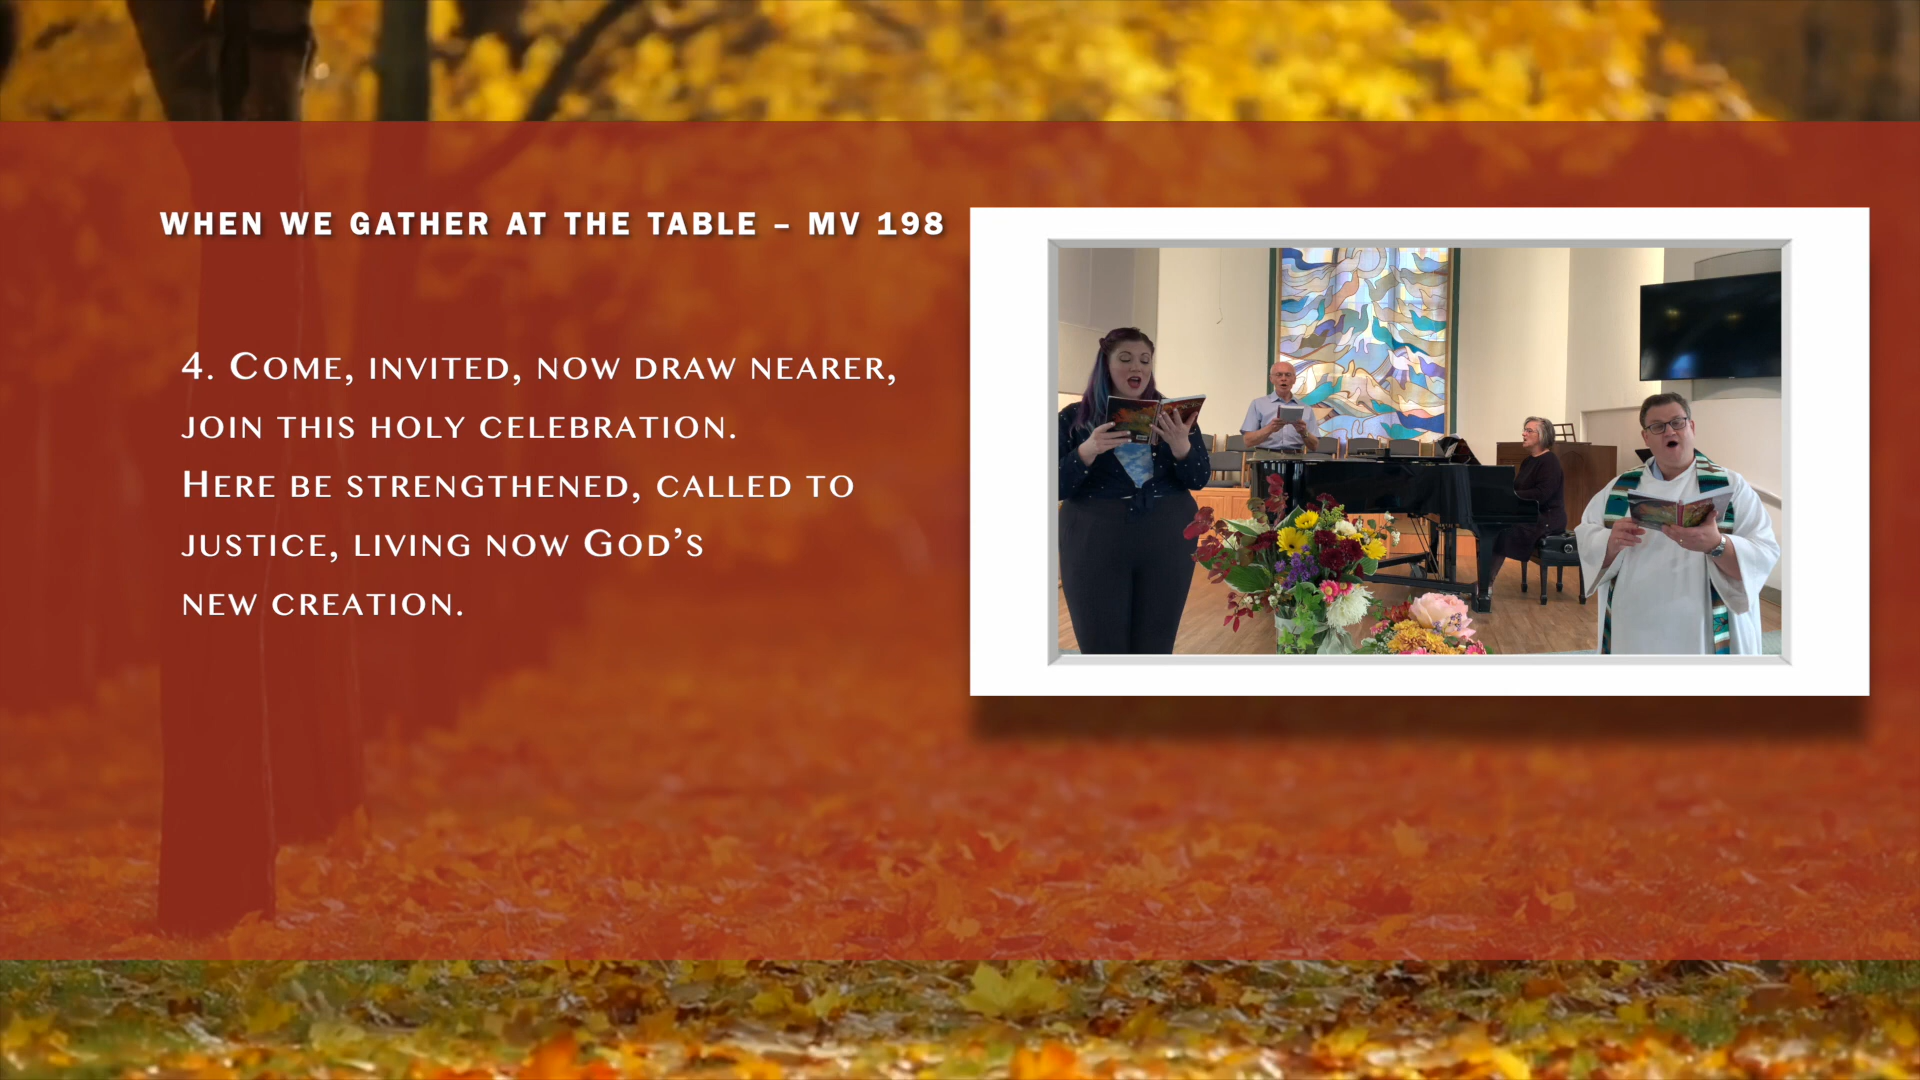 WHEN WE GATHER AT THE TABLE – MV 198
4. Come, invited, now draw nearer,
join this holy celebration.
Here be strengthened, called to
justice, living now God’s
new creation.